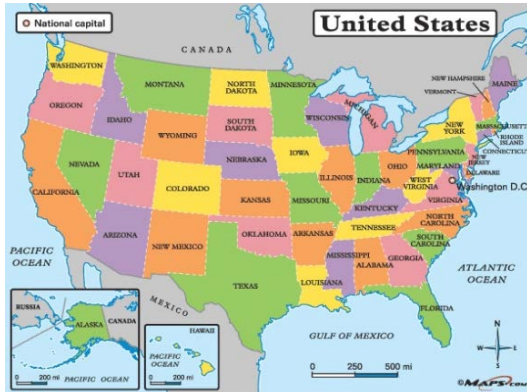 National capital
United States
CANADA
WASHINGTON
MONTANA
NORTH
DAKOTA
MINNESOTA
MICHIGAN
NEW HAMPSHIRE
VERMONT
MAINE
OREGON
IDAHO
SOUTH
DAKOTA
WISCONSIN
NEW
YORK
MASSACHUSETTS
RHODE
ISLAND
CONNECTICUT
WYOMING
NEBRASKA
IOWA
PENNSYLVANIA
NEW
JERSEY
NEVADA
UTAH
COLORADO
ILLINOIS
INDIANA
OHIO
MARYLAND
DELAWARE
Washington D.C
WEST
VIRGINIA
VIRGINIA
CALIFORNIA
KANSAS
MISSOURI
KENTUCKY
ARIZONA
NEW MEXICO
OKLAHOMA
ARKANSAS
TENNESSEE
NORTH
CAROLINA
SOUTH
CAROLINA
PACIFIC
OCEAN
TEXAS
LOUISIANA
MISSISSIPPI
ALABAMA
GEORGIA
ATLANTIC
OCEAN
FLORIDA
MEXICO
GULF OF MEXICO
RUSSIA
ALASKA
CANADA
0 200 mi
PACIFIC OCEAN
HAWAII
PACIFIC
OCEAN
0 200 mi
0 250 500 mi
N
W E
S
©MAPS.com